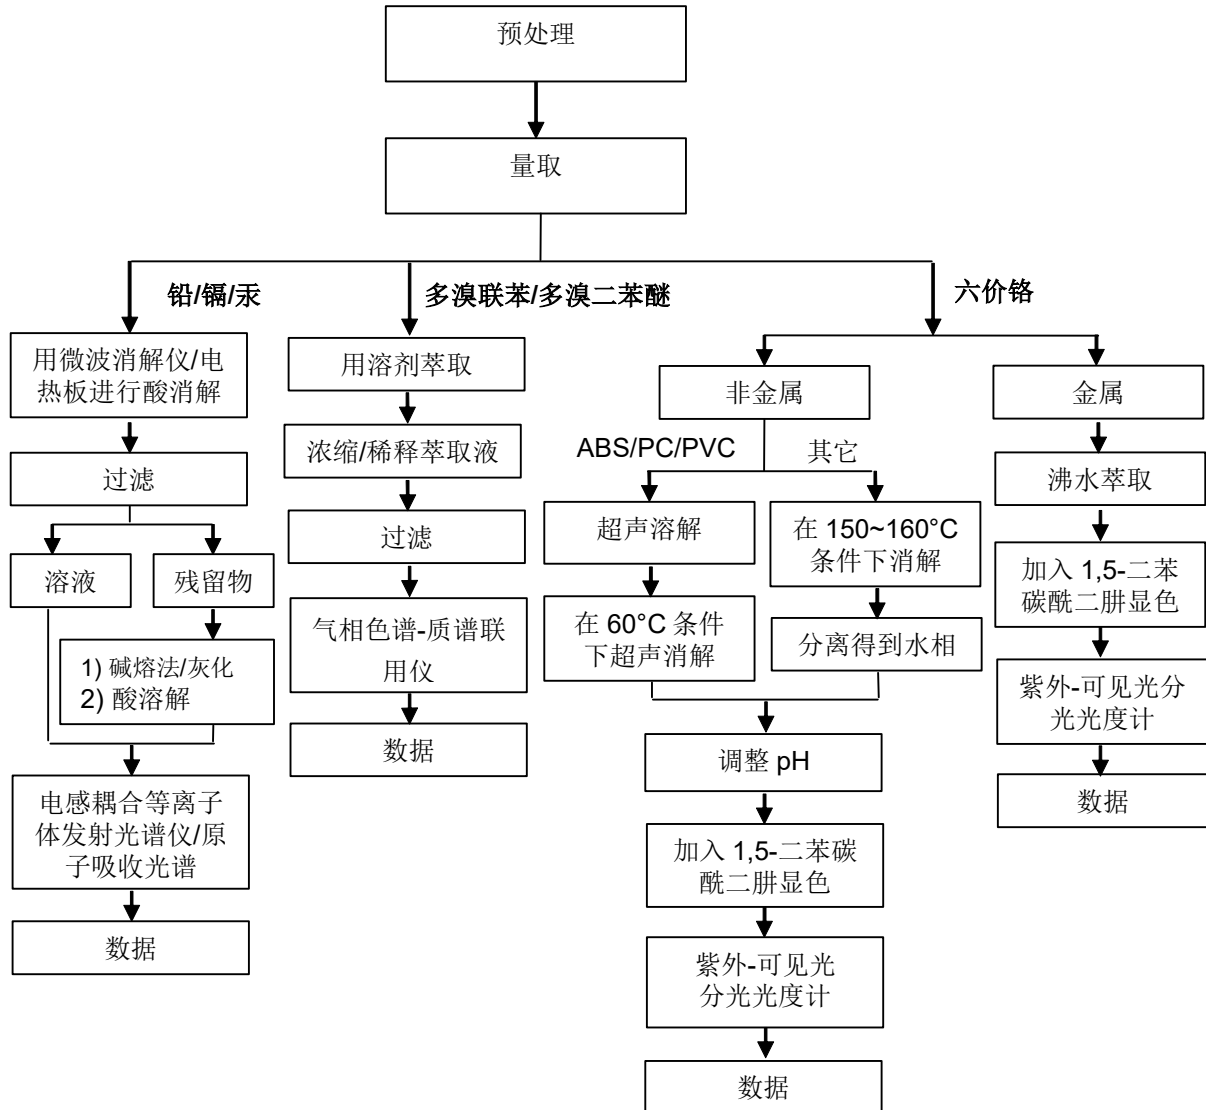 预处理
量取
铅/镉/汞
多溴联苯/多溴二苯醚
六价铬
用微波消解仪/电
热板进行酸消解
过滤
溶液
残留物
1) 碱熔法/灰化
2) 酸溶解
电感耦合等离子
体发射光谱仪/原
子吸收光谱
数据
用溶剂萃取
浓缩/稀释萃取液
过滤
气相色谱-质谱联
用仪
数据
非金属
ABS/PC/PVC
其它
超声溶解
在 60°C 条件
下超声消解
在 150~160°C
条件下消解
分离得到水相
调整 pH
加入 1,5-二苯碳
酰二肼显色
紫外-可见光
分光光度计
数据
金属
沸水萃取
加入 1,5-二苯
碳酰二肼显色
紫外-可见光分
光光度计
数据